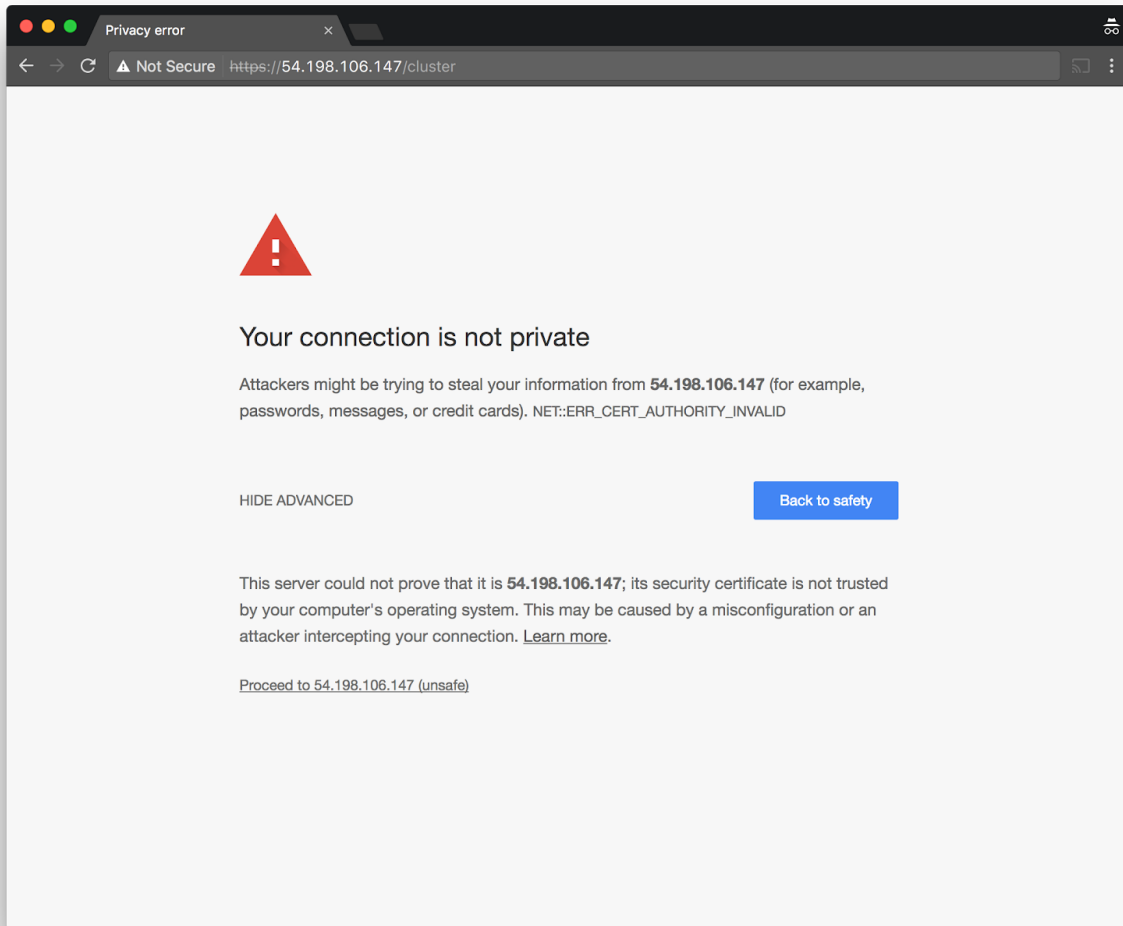 Privacy error
Not Secure https://54.198.106.147/cluster
Your connection is not private
Attackers might be trying to steal your information from 54.198.106.147 (for example,
passwords, messages, or credit cards). NET::ERR_CERT_AUTHORITY_INVALID
HIDE ADVANCED
Back to safety
This server could not prove that it is 54.198.106.147; its security certificate is not trusted
by your computer's operating system. This may be caused by a misconfiguration or an
attacker intercepting your connection. Learn more.
Proceed to 54.198.106.147 (unsafe)